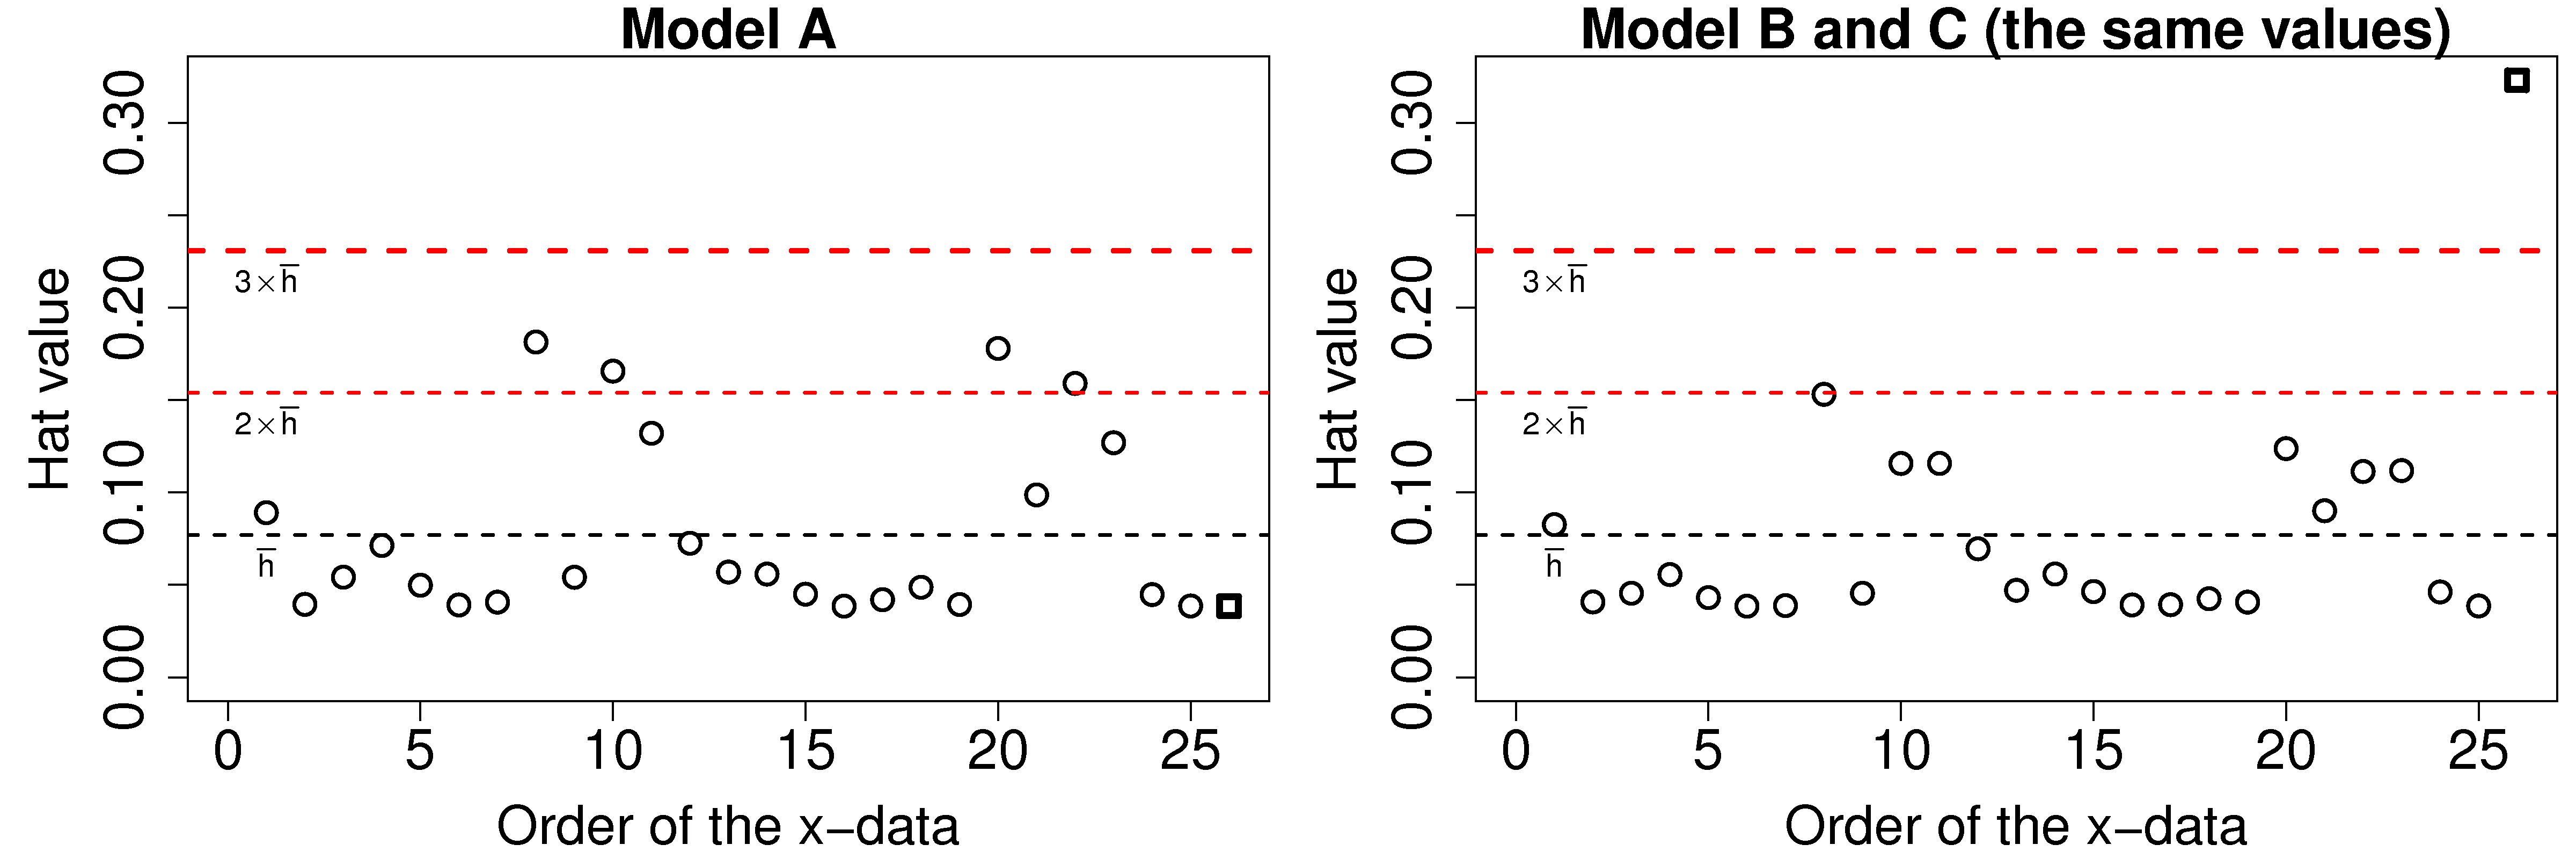 Model A
Hat value
0.30
0.20
0.10
0.00
3×h̅
2×h̅
h̅
0 5 10 15 20 25
Order of the x−data
Model B and C (the same values)
Hat value
0.30
0.20
0.10
0.00
3×h̅
2×h̅
h̅
0 5 10 15 20 25
Order of the x−data